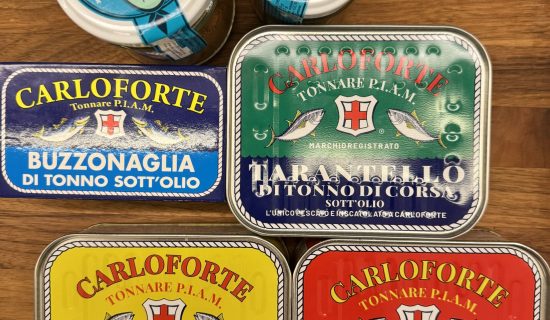 CARLOFORTE
Tonnare P.I.A.M.
BUZZONAGLIA
DI TONNO SOTT'OLIO
CARLOFORTE
TONNARE P.I.A.M.
MARCHIO REGISTRATO
TARANTELLO
DI TONNO DI CORSA
SOTT'OLIO
L'UNICO PESCATO E INSCATOLATO A CARLOFORTE
CARLOFORTE
TONNARE P.I.A.M.
CARLOFORTE
TONNARE P.I.A.M.